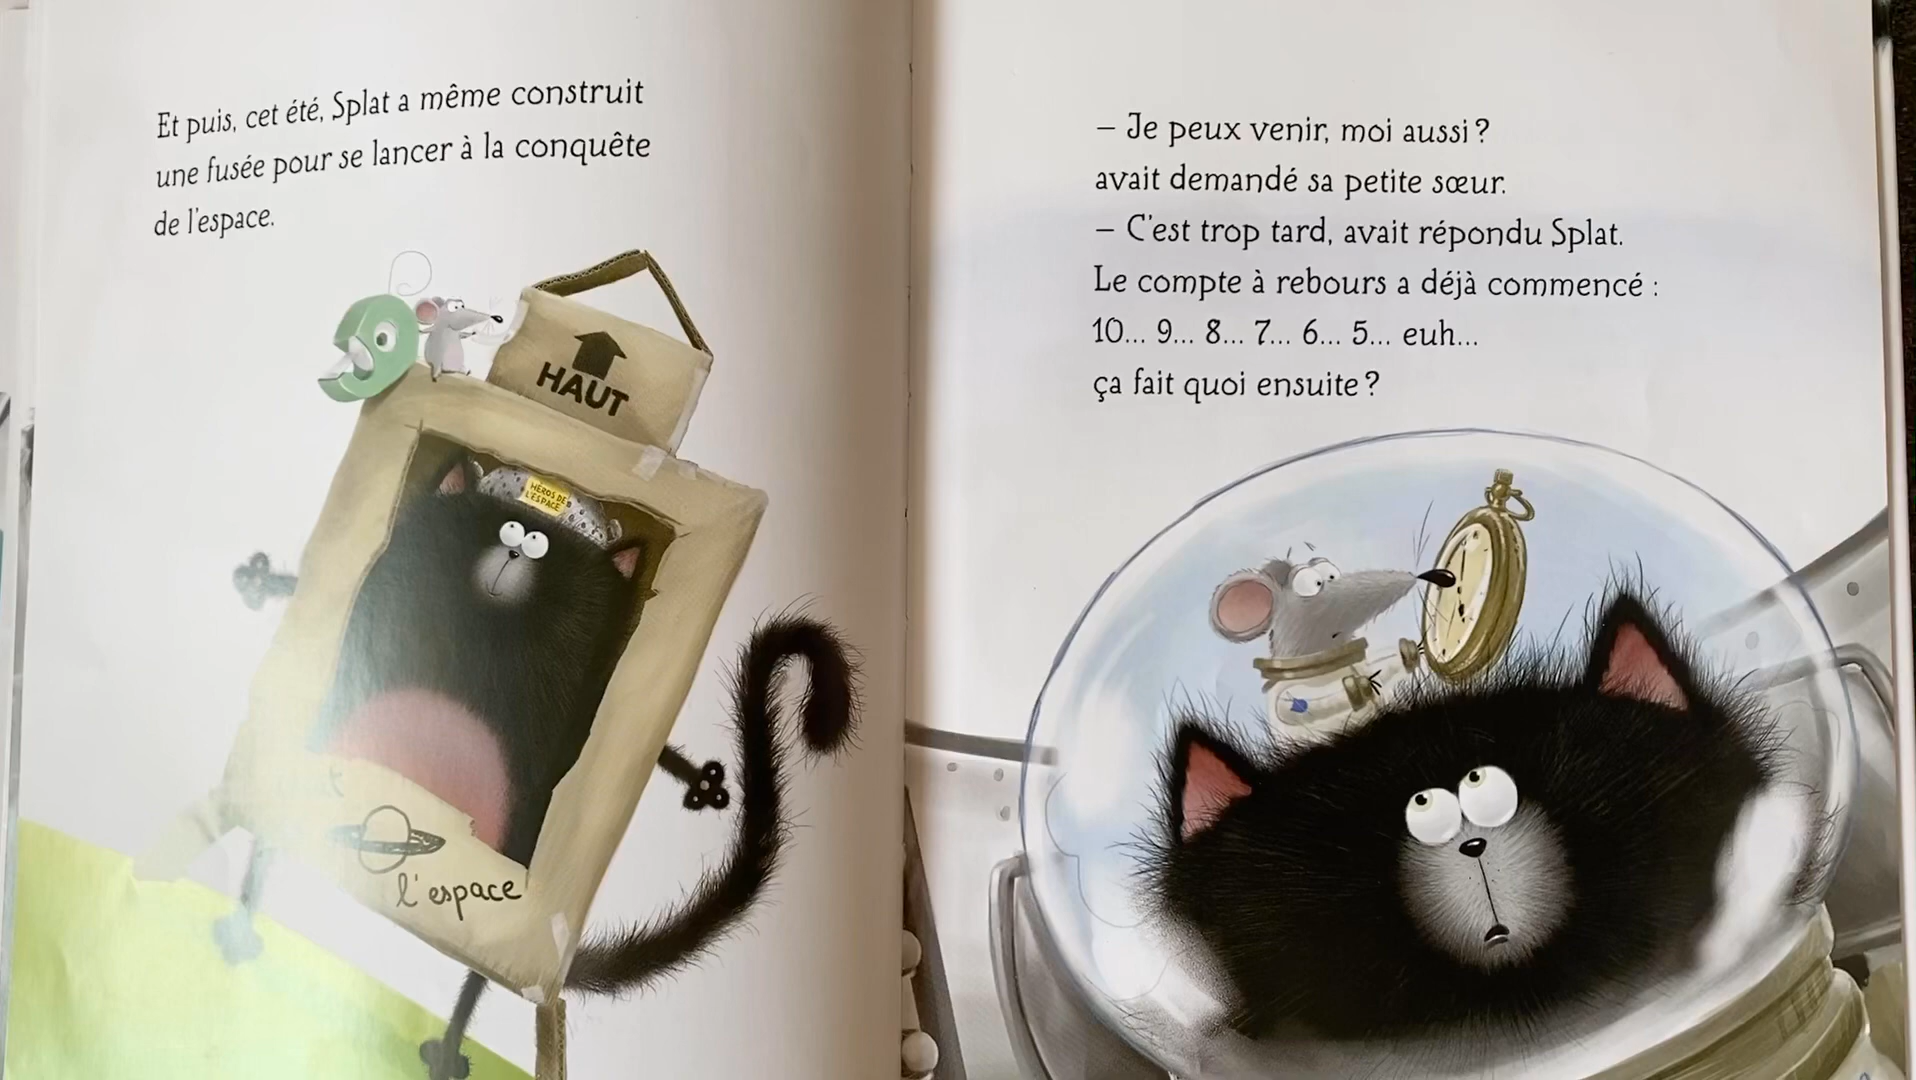 Et puis, cet été, Splat a même construit
une fusée pour se lancer à la conquête
de l'espace.
HAUT
HÉROS DE
L'ESPACE
l'espace
– Je peux venir, moi aussi ?
avait demandé sa petite sœur.
– C'est trop tard, avait répondu Splat.
Le compte à rebours a déjà commencé :
10... 9... 8... 7... 6... 5... euh...
ça fait quoi ensuite ?